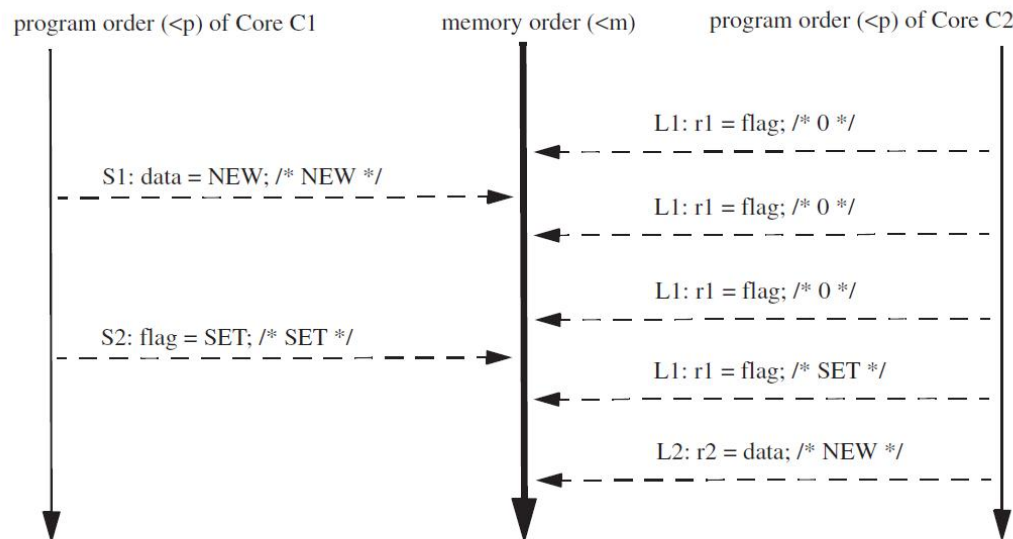 program order (<p) of Core C1
memory order (<m)
program order (<p) of Core C2
L1: r1 = flag; /* 0 */
S1: data = NEW; /* NEW */
L1: r1 = flag; /* 0 */
L1: r1 = flag; /* 0 */
S2: flag = SET; /* SET */
L1: r1 = flag; /* SET */
L2: r2 = data; /* NEW */